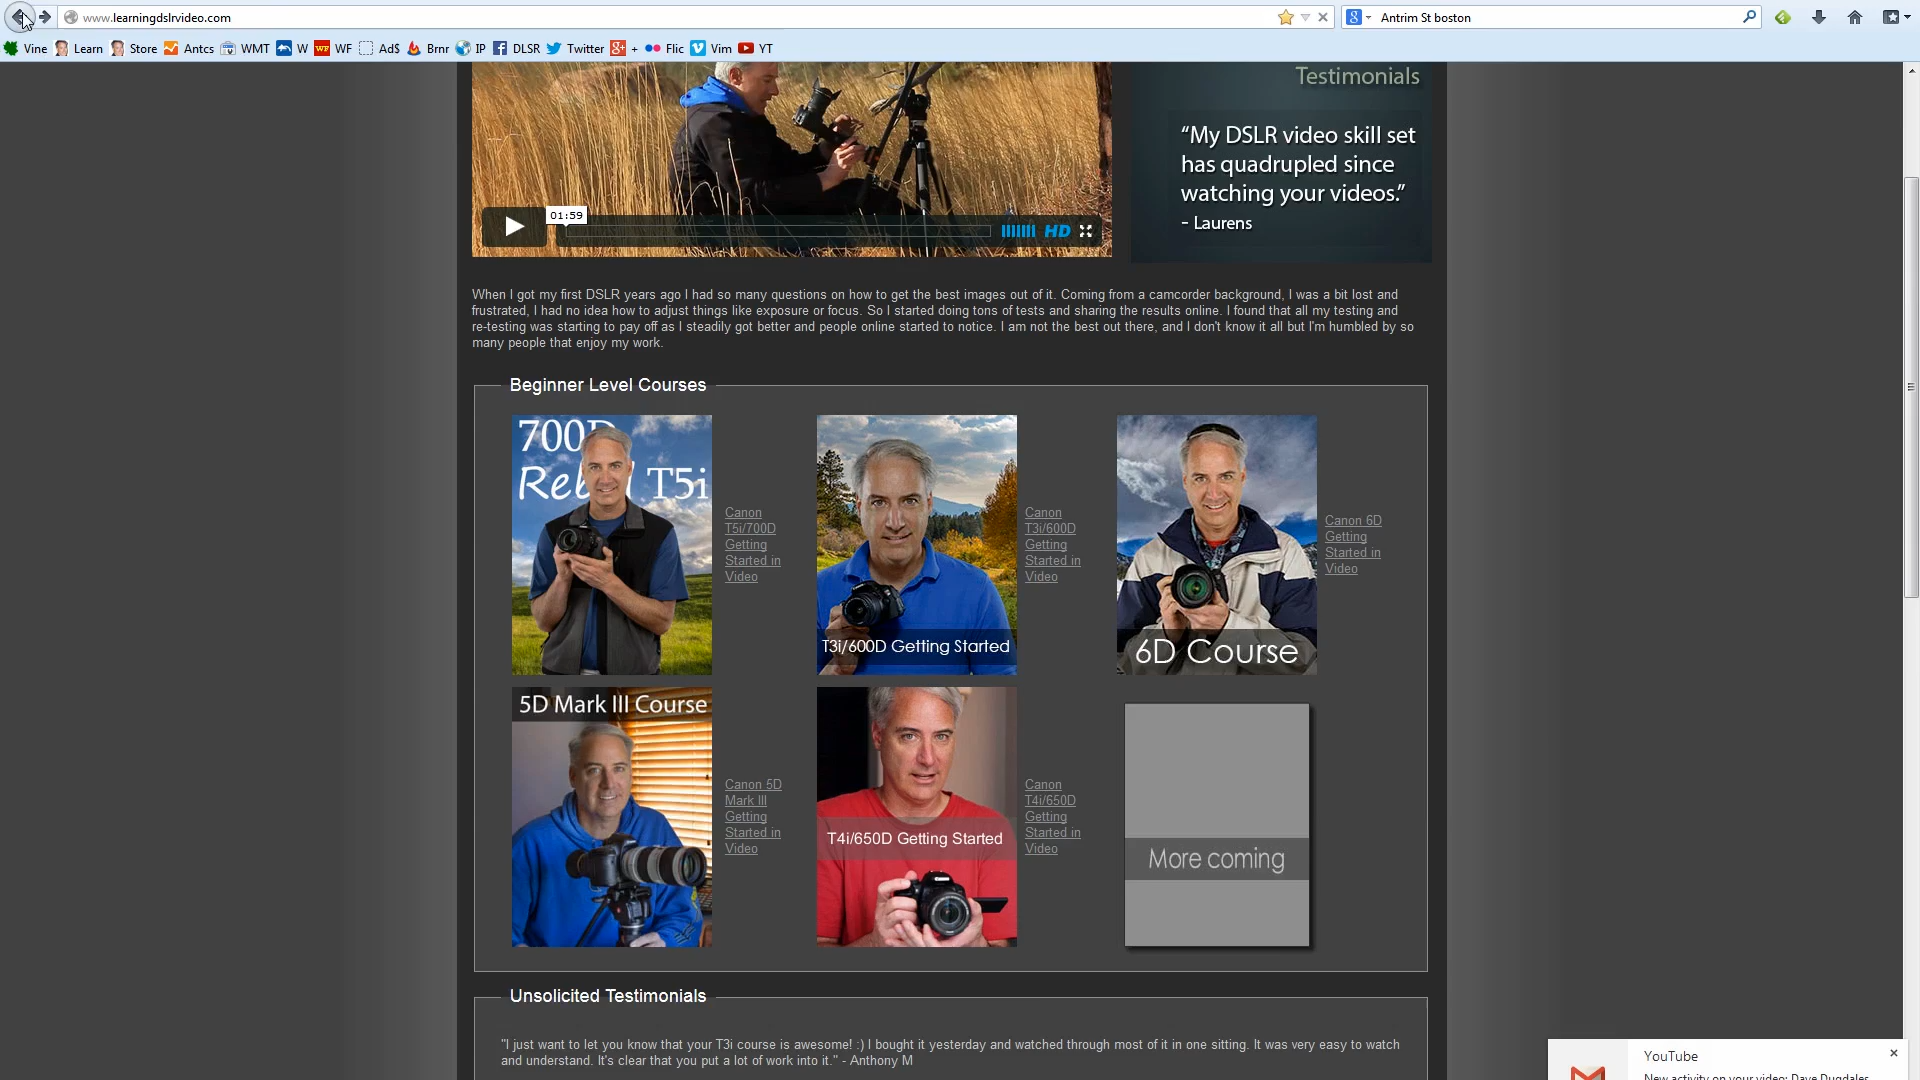 www.learningdslrvideo.com
Antrim St boston
Vine Learn Store Antcs WMT W WF Ad$ Brnr IP DLSR Twitter + Flic Vim YT
Testimonials
“My DSLR video skill set
has quadrupled since
watching your videos.”
- Laurens
01:59
HD
When I got my first DSLR years ago I had so many questions on how to get the best images out of it. Coming from a camcorder background, I was a bit lost and
frustrated, I had no idea how to adjust things like exposure or focus. So I started doing tons of tests and sharing the results online. I found that all my testing and
re-testing was starting to pay off as I steadily got better and people online started to notice. I am not the best out there, and I don't know it all but I'm humbled by so
many people that enjoy my work.
Beginner Level Courses
700D
Rebel T5i
Canon
T5i/700D
Getting
Started in
Video
T3i/600D Getting Started
Canon
T3i/600D
Getting
Started in
Video
6D Course
Canon 6D
Getting
Started in
Video
5D Mark III Course
Canon 5D
Mark III
Getting
Started in
Video
T4i/650D Getting Started
Canon
T4i/650D
Getting
Started in
Video
More coming
Unsolicited Testimonials
"I just want to let you know that your T3i course is awesome! :) I bought it yesterday and watched through most of it in one sitting. It was very easy to watch
and understand. It's clear that you put a lot of work into it." - Anthony M
YouTube
New activity on your video: Dave Dugdales